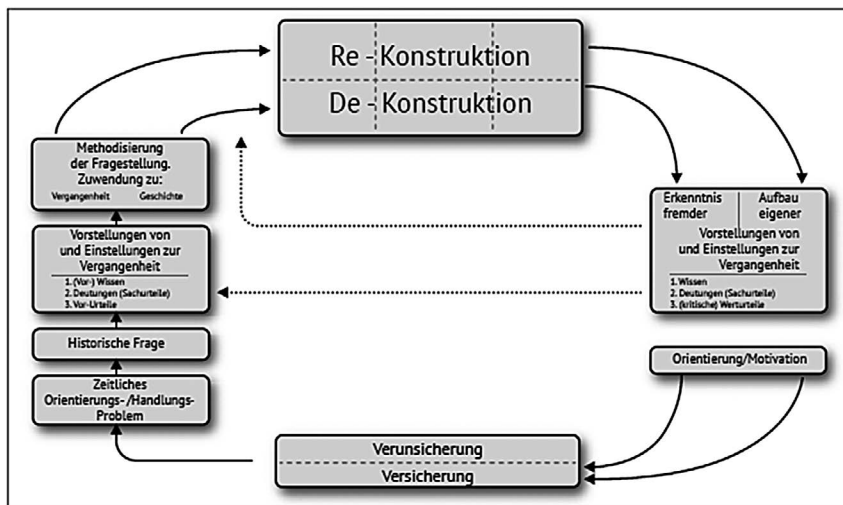 Re - Konstruktion
De - Konstruktion
Methodisierung
der Fragestellung.
Zuwendung zu:
Vergangenheit Geschichte
Vorstellungen von
und Einstellungen zur
Vergangenheit
1. (Vor-) Wissen
2. Deutungen (Sachurteile)
3. Vor-Urteile
Historische Frage
Zeitliches
Orientierungs-/Handlungs-
Problem
Erkenntnis Aufbau
fremder eigener
Vorstellungen von
und Einstellungen zur
Vergangenheit
1. Wissen
2. Deutungen (Sachurteile)
3. (kritische) Werturteile
Orientierung/Motivation
Verunsicherung
Versicherung